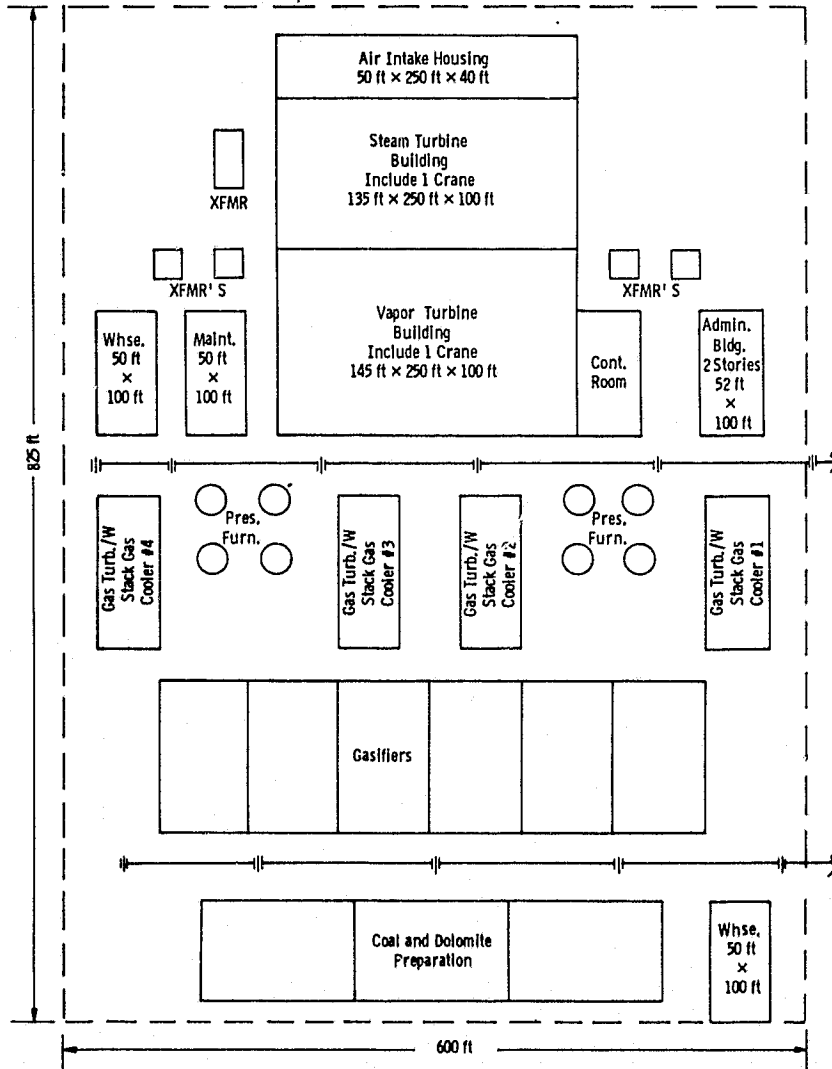 Air Intake Housing
50 ft × 250 ft × 40 ft
Steam Turbine
Building
Include 1 Crane
135 ft × 250 ft × 100 ft
XFMR
XFMR' S
XFMR' S
Vapor Turbine
Building
Include 1 Crane
145 ft × 250 ft × 100 ft
Whse.
50 ft
×
100 ft
Maint.
50 ft
×
100 ft
Cont.
Room
Admin.
Bldg.
2 Stories
52 ft
×
100 ft
825 ft
Gas Turb./W
Stack Gas
Cooler #4
Pres.
Furn.
Gas Turb./W
Stack Gas
Cooler #3
Gas Turb./W
Stack Gas
Cooler #2
Pres.
Furn.
Gas Turb./W
Stack Gas
Cooler #1
Gasifiers
Coal and Dolomite
Preparation
Whse.
50 ft
×
100 ft
600 ft